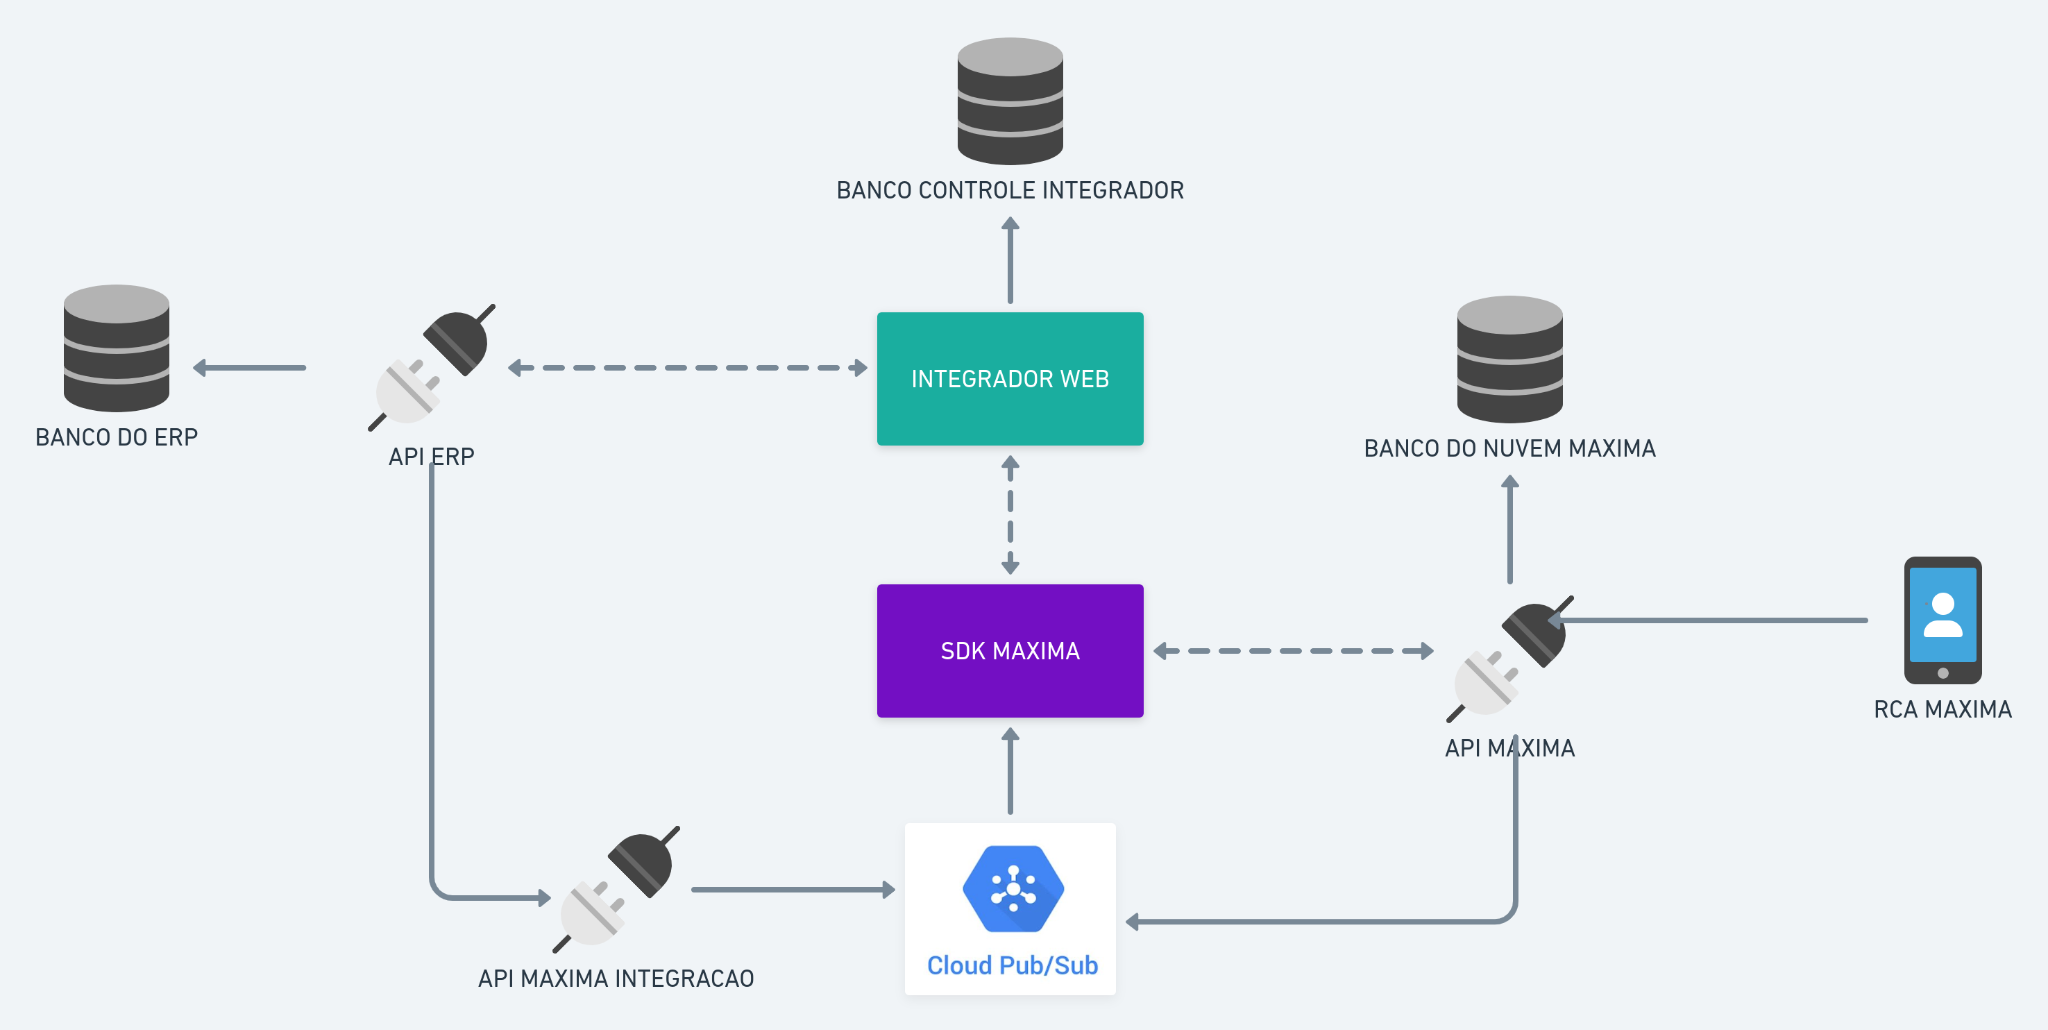 BANCO CONTROLE INTEGRADOR
BANCO DO ERP
API ERP
INTEGRADOR WEB
BANCO DO NUVEM MAXIMA
SDK MAXIMA
RCA MAXIMA
API MAXIMA
API MAXIMA INTEGRACAO
Cloud Pub/Sub